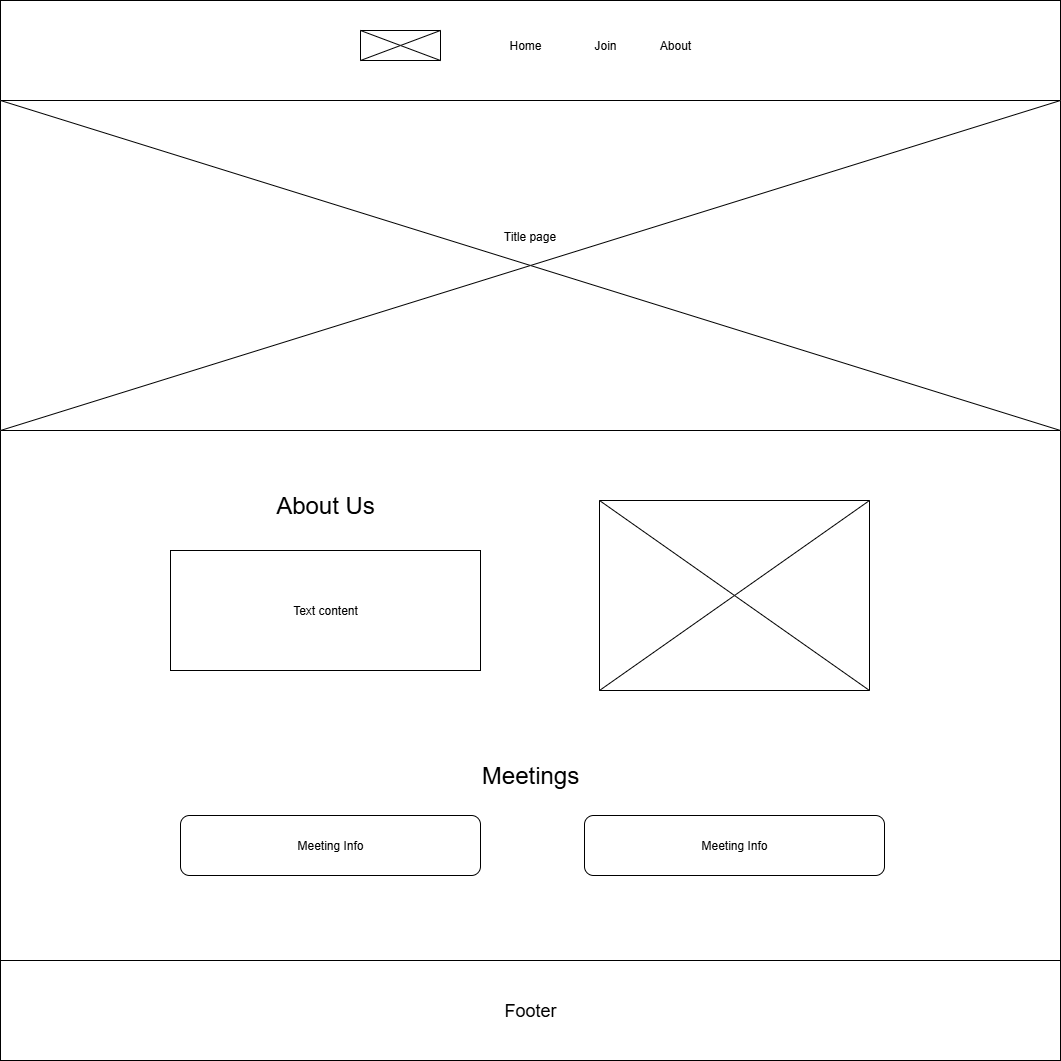 Home
Join
About
Title page
About Us
Text content
Meetings
Meeting Info
Meeting Info
Footer